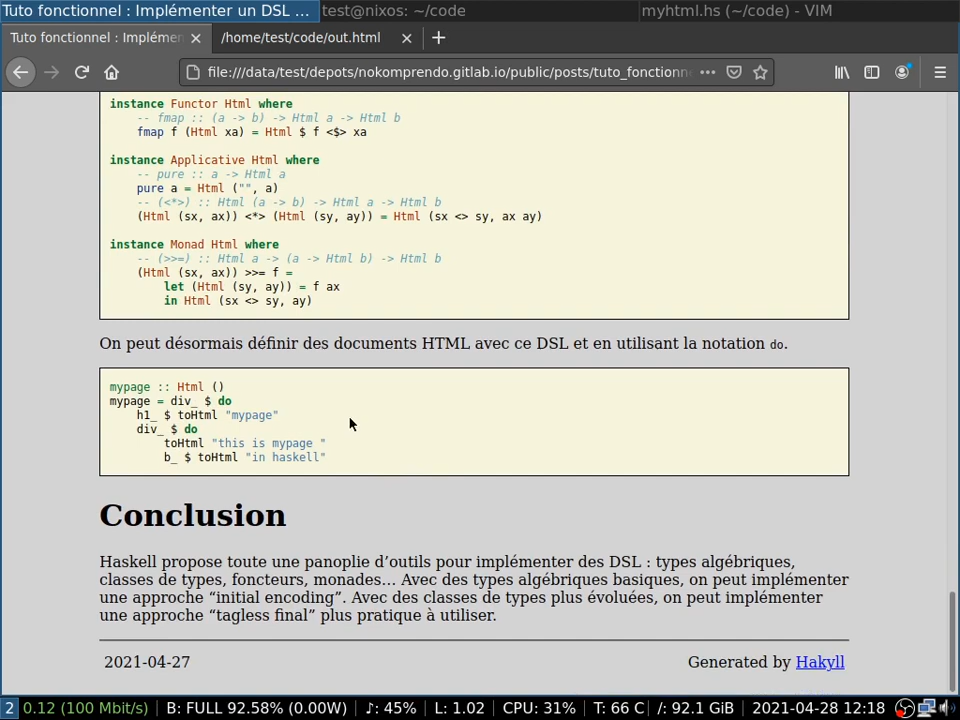 Tuto fonctionnel : Implémenter un DSL ... test@nixos: ~/code myhtml.hs (~/code) - VIM
Tuto fonctionnel : Implémen /home/test/code/out.html
file:///data/test/depots/nokomprendo.gitlab.io/public/posts/tuto_fonctionn
instance Functor Html where
-- fmap :: (a -> b) -> Html a -> Html b
fmap f (Html xa) = Html $ f <$> xa
instance Applicative Html where
-- pure :: a -> Html a
pure a = Html ("", a)
-- (<*>) :: Html (a -> b) -> Html a -> Html b
(Html (sx, ax)) <*> (Html (sy, ay)) = Html (sx <> sy, ax ay)
instance Monad Html where
-- (>>=) :: Html a -> (a -> Html b) -> Html b
(Html (sx, ax)) >>= f =
let (Html (sy, ay)) = f ax
in Html (sx <> sy, ay)
On peut désormais définir des documents HTML avec ce DSL et en utilisant la notation do.
mypage :: Html ()
mypage = div_ $ do
h1_ $ toHtml "mypage"
div_ $ do
toHtml "this is mypage "
b_ $ toHtml "in haskell"
Conclusion
Haskell propose toute une panoplie d’outils pour implémenter des DSL : types algébriques,
classes de types, foncteurs, monades… Avec des types algébriques basiques, on peut implémenter
une approche “initial encoding”. Avec des classes de types plus évoluées, on peut implémenter
une approche “tagless final” plus pratique à utiliser.
2021-04-27 Generated by Hakyll
2 0.12 (100 Mbit/s) B: FULL 92.58% (0.00W) ♪: 45% L: 1.02 CPU: 31% T: 66 C /: 92.1 GiB 2021-04-28 12:18